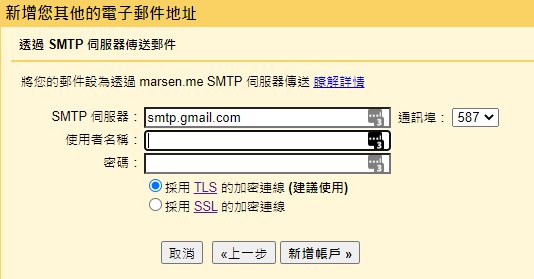 新增您其他的電子郵件地址
透過 SMTP 伺服器傳送郵件
將您的郵件設為透過 marsen.me SMTP 伺服器傳送 瞭解詳情
SMTP 伺服器： smtp.gmail.com 3 通訊埠： 587
使用者名稱： 3
密碼： 3
採用 TLS 的加密連線 (建議使用)
採用 SSL 的加密連線
取消 «上一步 新增帳戶 »